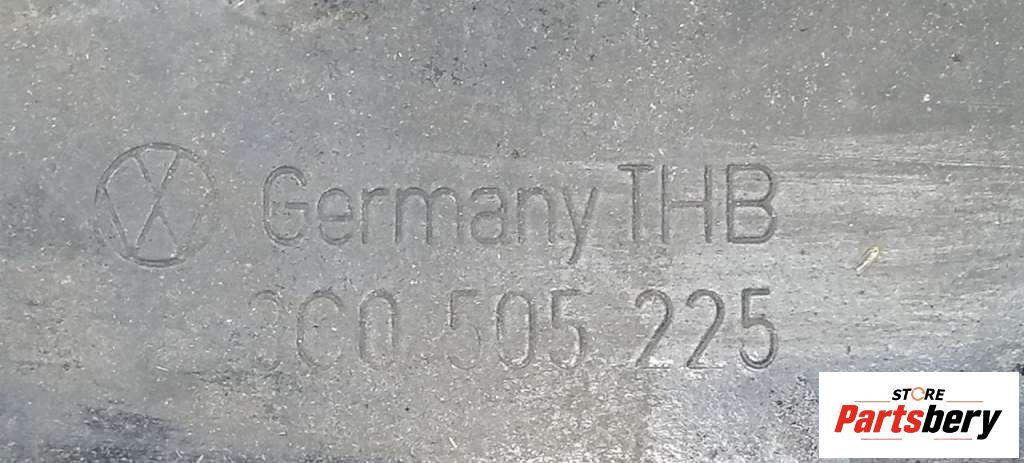 Germany THB
3C0 505 225
STORE
Partsbery